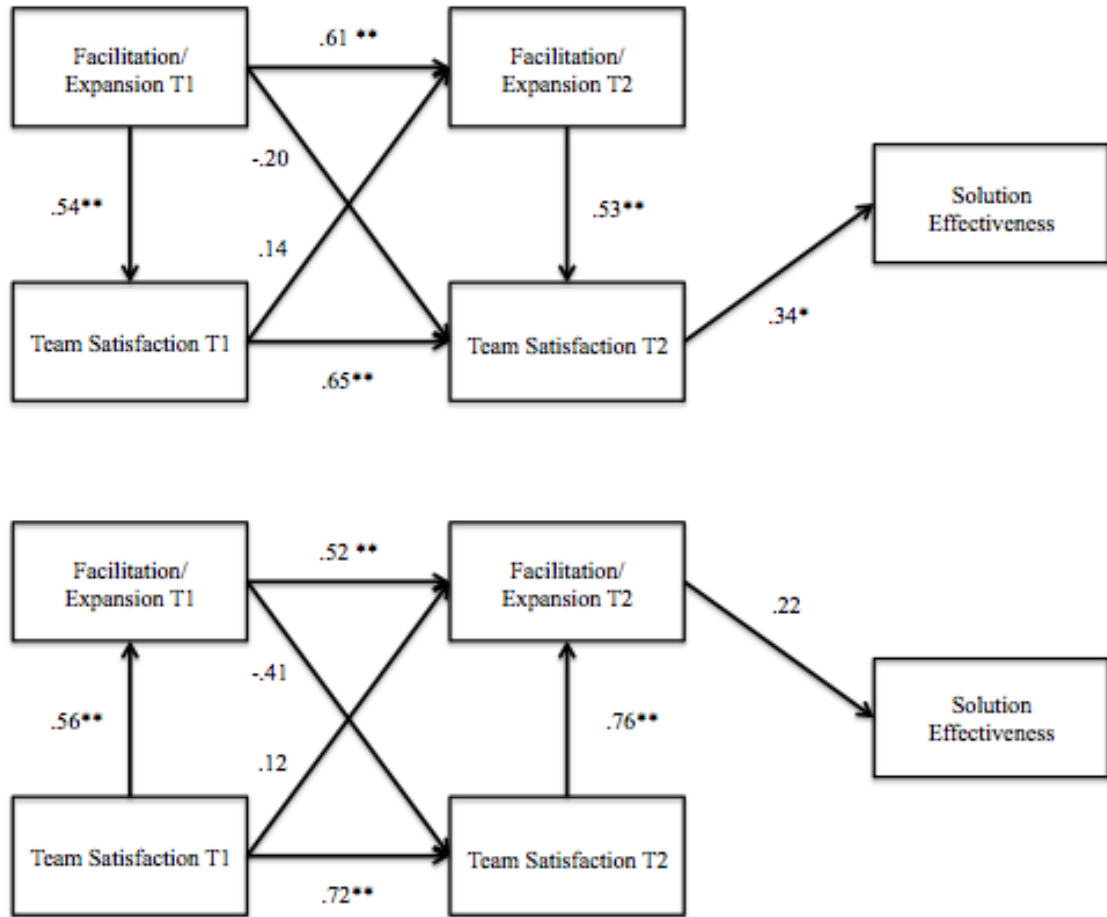 Facilitation/
Expansion T1
.61 **
Facilitation/
Expansion T2
-.20
.54**
.14
.53**
Solution
Effectiveness
Team Satisfaction T1
.65**
Team Satisfaction T2
.34*
Facilitation/
Expansion T1
.52 **
Facilitation/
Expansion T2
.22
-.41
.56**
.12
.76**
Solution
Effectiveness
Team Satisfaction T1
.72**
Team Satisfaction T2